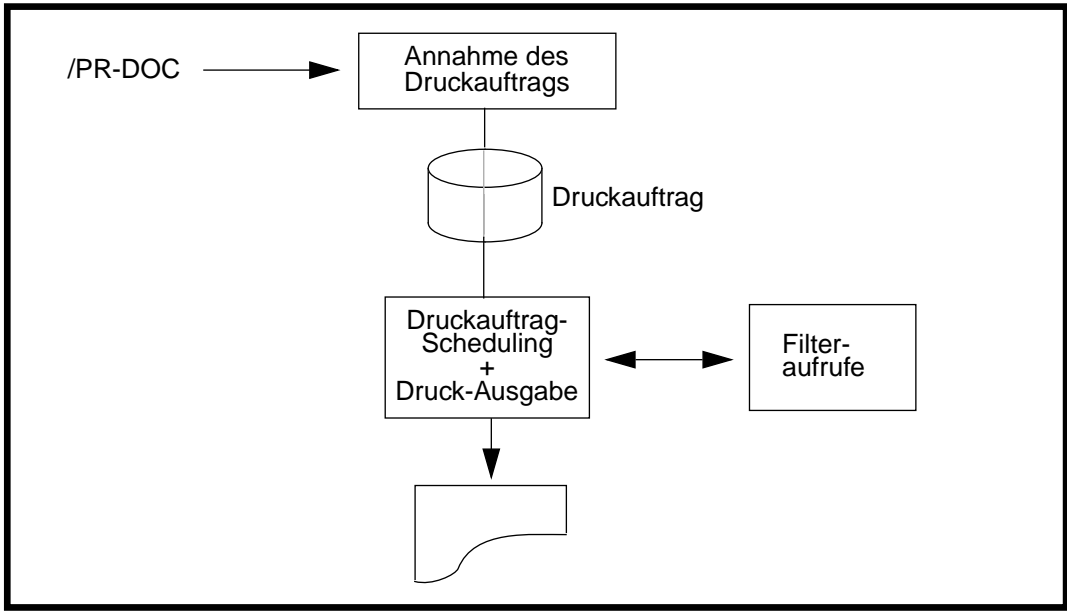 /PR-DOC
Annahme des
Druckauftrags
Druckauftrag
Druckauftrag-
Scheduling
+
Druck-Ausgabe
Filter-
aufrufe